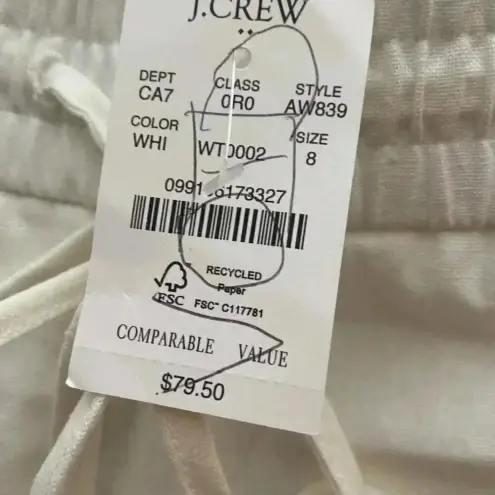 J.CREW
DEPT CLASS STYLE
CA7 0R0 AW839
COLOR SIZE
WHI WT0002 8
RECYCLED
Paper
FSC FSC™ C117781
COMPARABLE VALUE
$79.50